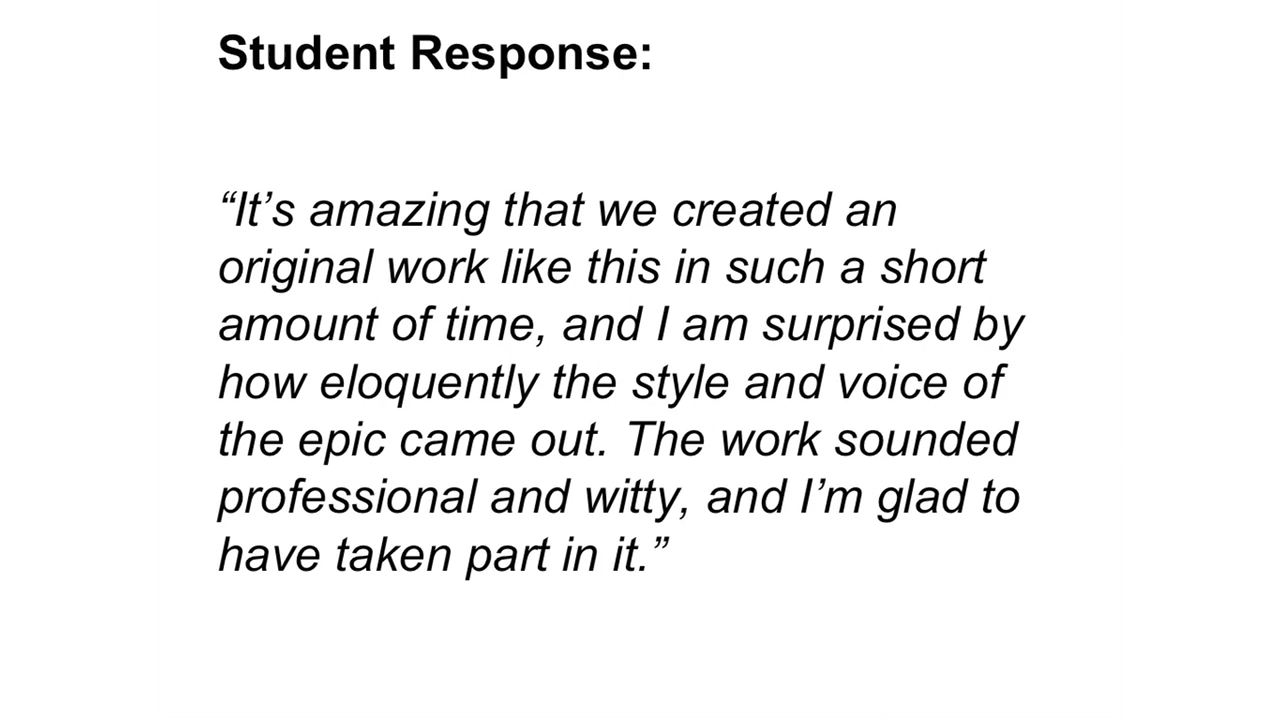 Student Response:
“It’s amazing that we created an
original work like this in such a short
amount of time, and I am surprised by
how eloquently the style and voice of
the epic came out. The work sounded
professional and witty, and I’m glad to
have taken part in it.”